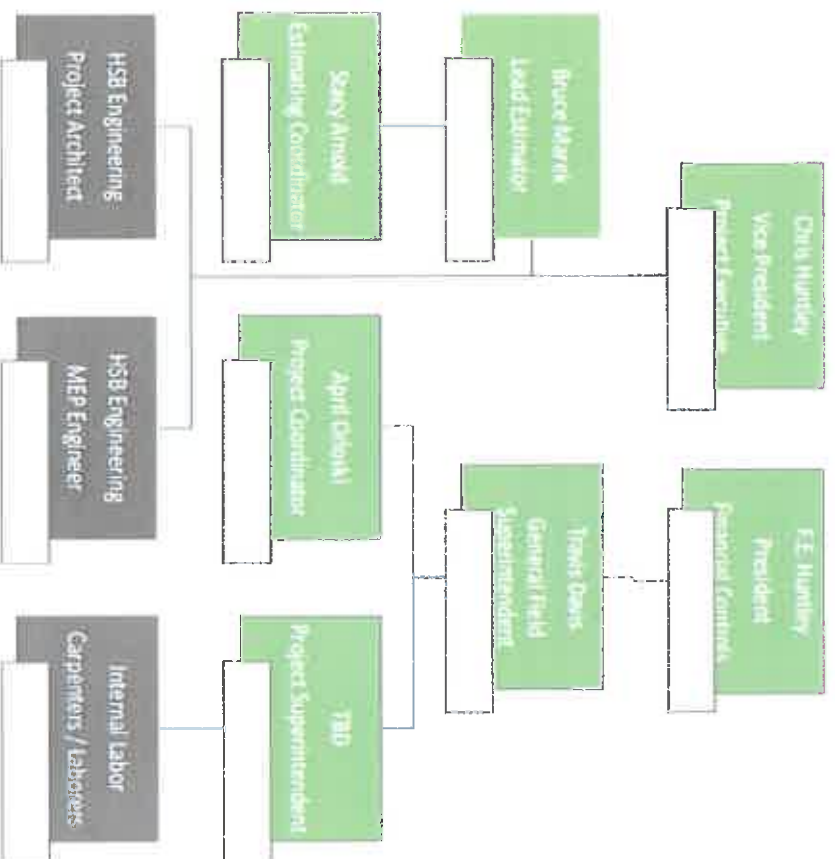 Chris Huntley
Vice President
Project Executive
F.E. Huntley
President
Financial Controls
Bruce Marek
Lead Estimator
Travis Davis
General Field
Superintendent
Stacy Arnold
Estimating Coordinator
April Orloski
Project Coordinator
TBD
Project Superintendent
HSB Engineering
Project Architect
HSB Engineering
MEP Engineer
Internal Labor
Carpenters / Laborers